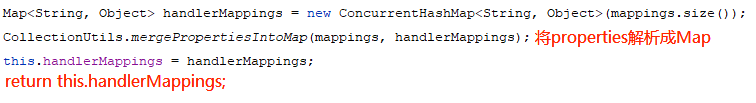 Map<String, Object> handlerMappings = new ConcurrentHashMap<String, Object>(mappings.size());
CollectionUtils.mergePropertiesIntoMap(mappings, handlerMappings); 将properties解析成Map
this.handlerMappings = handlerMappings;
return this.handlerMappings;